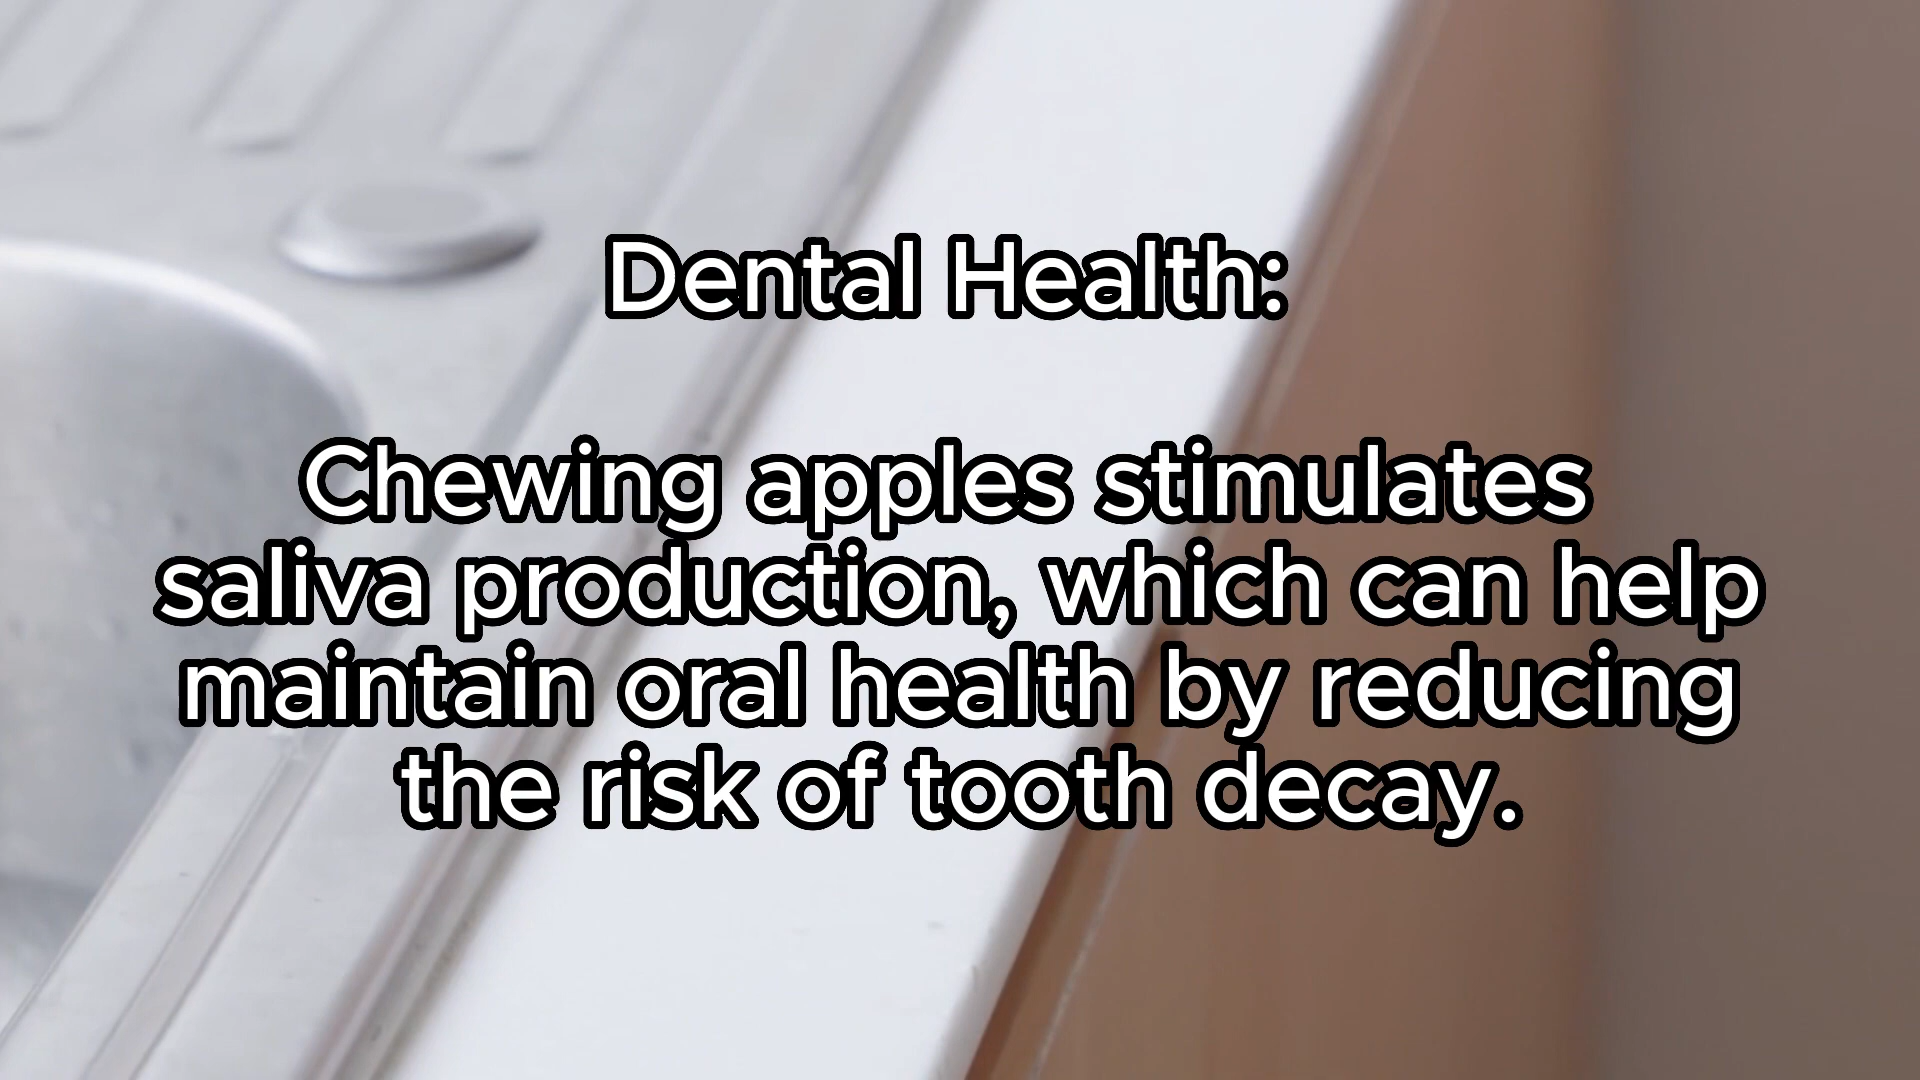 Dental Health:
Chewing apples stimulates
saliva production, which can help
maintain oral health by reducing
the risk of tooth decay.